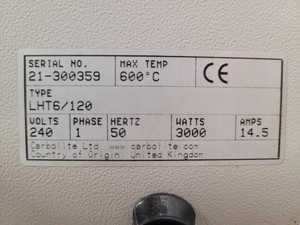 SERIAL NO. MAX TEMP CE
21-300359 600°C
TYPE
LHT6/120
VOLTS PHASE HERTZ WATTS AMPS
240 1 50 3000 14.5
Carbolite Ltd. www.carbolite.com
Country of Origin: United Kingdom